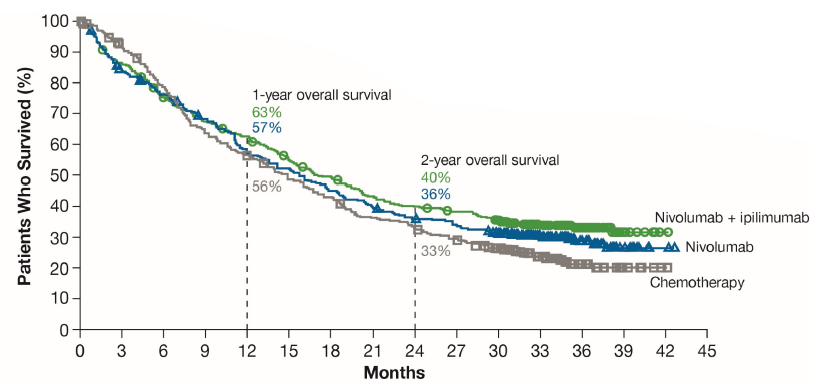 Patients Who Survived (%)
100
90
80
70
60
50
40
30
20
10
0
1-year overall survival
63%
57%
56%
2-year overall survival
40%
36%
33%
Nivolumab + ipilimumab
Nivolumab
Chemotherapy
0 3 6 9 12 15 18 21 24 27 30 33 36 39 42 45
Months